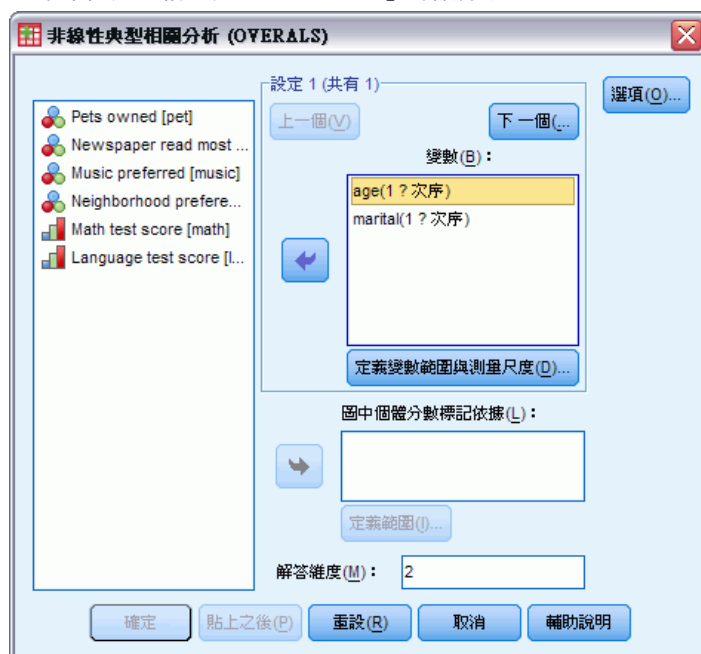 非線性典型相關分析 (OVERALS)
設定 1 (共有 1)
選項(O)...
上一個(V)
下一個(...
Pets owned [pet]
Newspaper read most ...
Music preferred [music]
Neighborhood prefere...
Math test score [math]
Language test score [l...
變數(B)：
age(1 ? 次序)
marital(1 ? 次序)
定義變數範圍與測量尺度(D)...
圖中個體分數標記依據(L)：
定義範圍(I)...
解答維度(M)：
2
確定
貼上之後(P)
重設(R)
取消
輔助說明